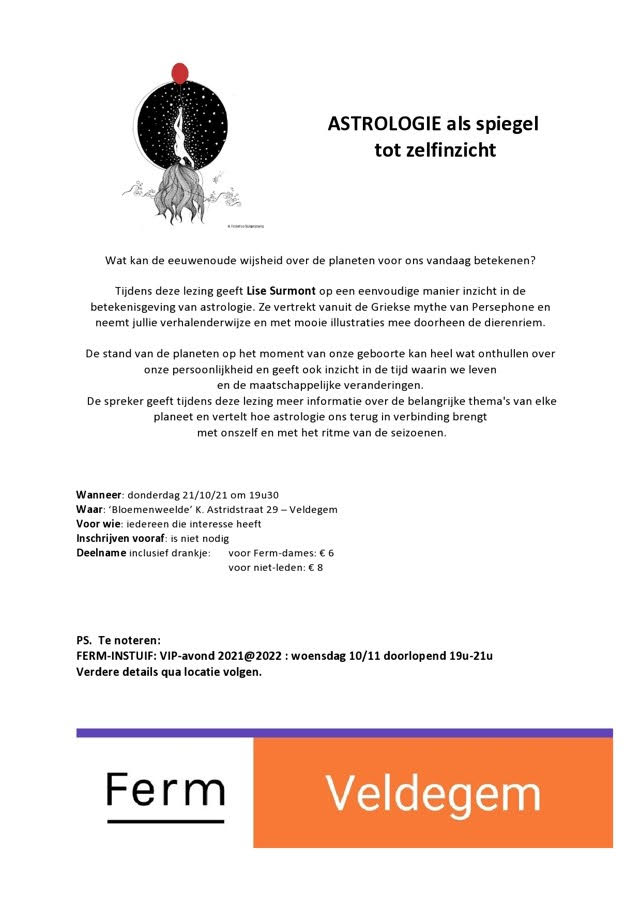 ASTROLOGIE als spiegel
tot zelfinzicht
Wat kan de eeuwenoude wijsheid over de planeten voor ons vandaag betekenen?
Tijdens deze lezing geeft Lise Surmont op een eenvoudige manier inzicht in de
betekenisgeving van astrologie. Ze vertrekt vanuit de Griekse mythe van Persephone en
neemt jullie verhalenderwijze en met mooie illustraties mee doorheen de dierenriem.
De stand van de planeten op het moment van onze geboorte kan heel wat onthullen over
onze persoonlijkheid en geeft ook inzicht in de tijd waarin we leven
en de maatschappelijke veranderingen.
De spreker geeft tijdens deze lezing meer informatie over de belangrijke thema's van elke
planeet en vertelt hoe astrologie ons terug in verbinding brengt
met onszelf en met het ritme van de seizoenen.
Wanneer: donderdag 21/10/21 om 19u30
Waar: ‘Bloemenweelde’ K. Astridstraat 29 – Veldegem
Voor wie: iedereen die interesse heeft
Inschrijven vooraf: is niet nodig
Deelname inclusief drankje: voor Ferm-dames: € 6
voor niet-leden: € 8
PS. Te noteren:
FERM-INSTUIF: VIP-avond 2021@2022 : woensdag 10/11 doorlopend 19u-21u
Verdere details qua locatie volgen.
Ferm
Veldegem